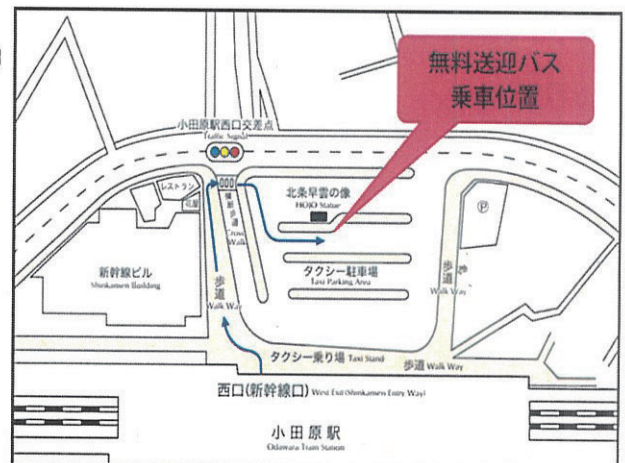 無料送迎バス
乗車位置
小田原駅西口交差点
Traffic Signal
レストラン
花屋
横断歩道
Cross
Walk
北条早雲の像
HOJO Statue
P
新幹線ビル
Shinkansen Building
歩道
Walk Way
タクシー駐車場
Taxi Parking Area
歩道
Walk Way
タクシー乗り場 Taxi Stand
歩道 Walk Way
西口(新幹線口) West Exit (Shinkansen Entry Way)
小田原駅
Odawara Train Station